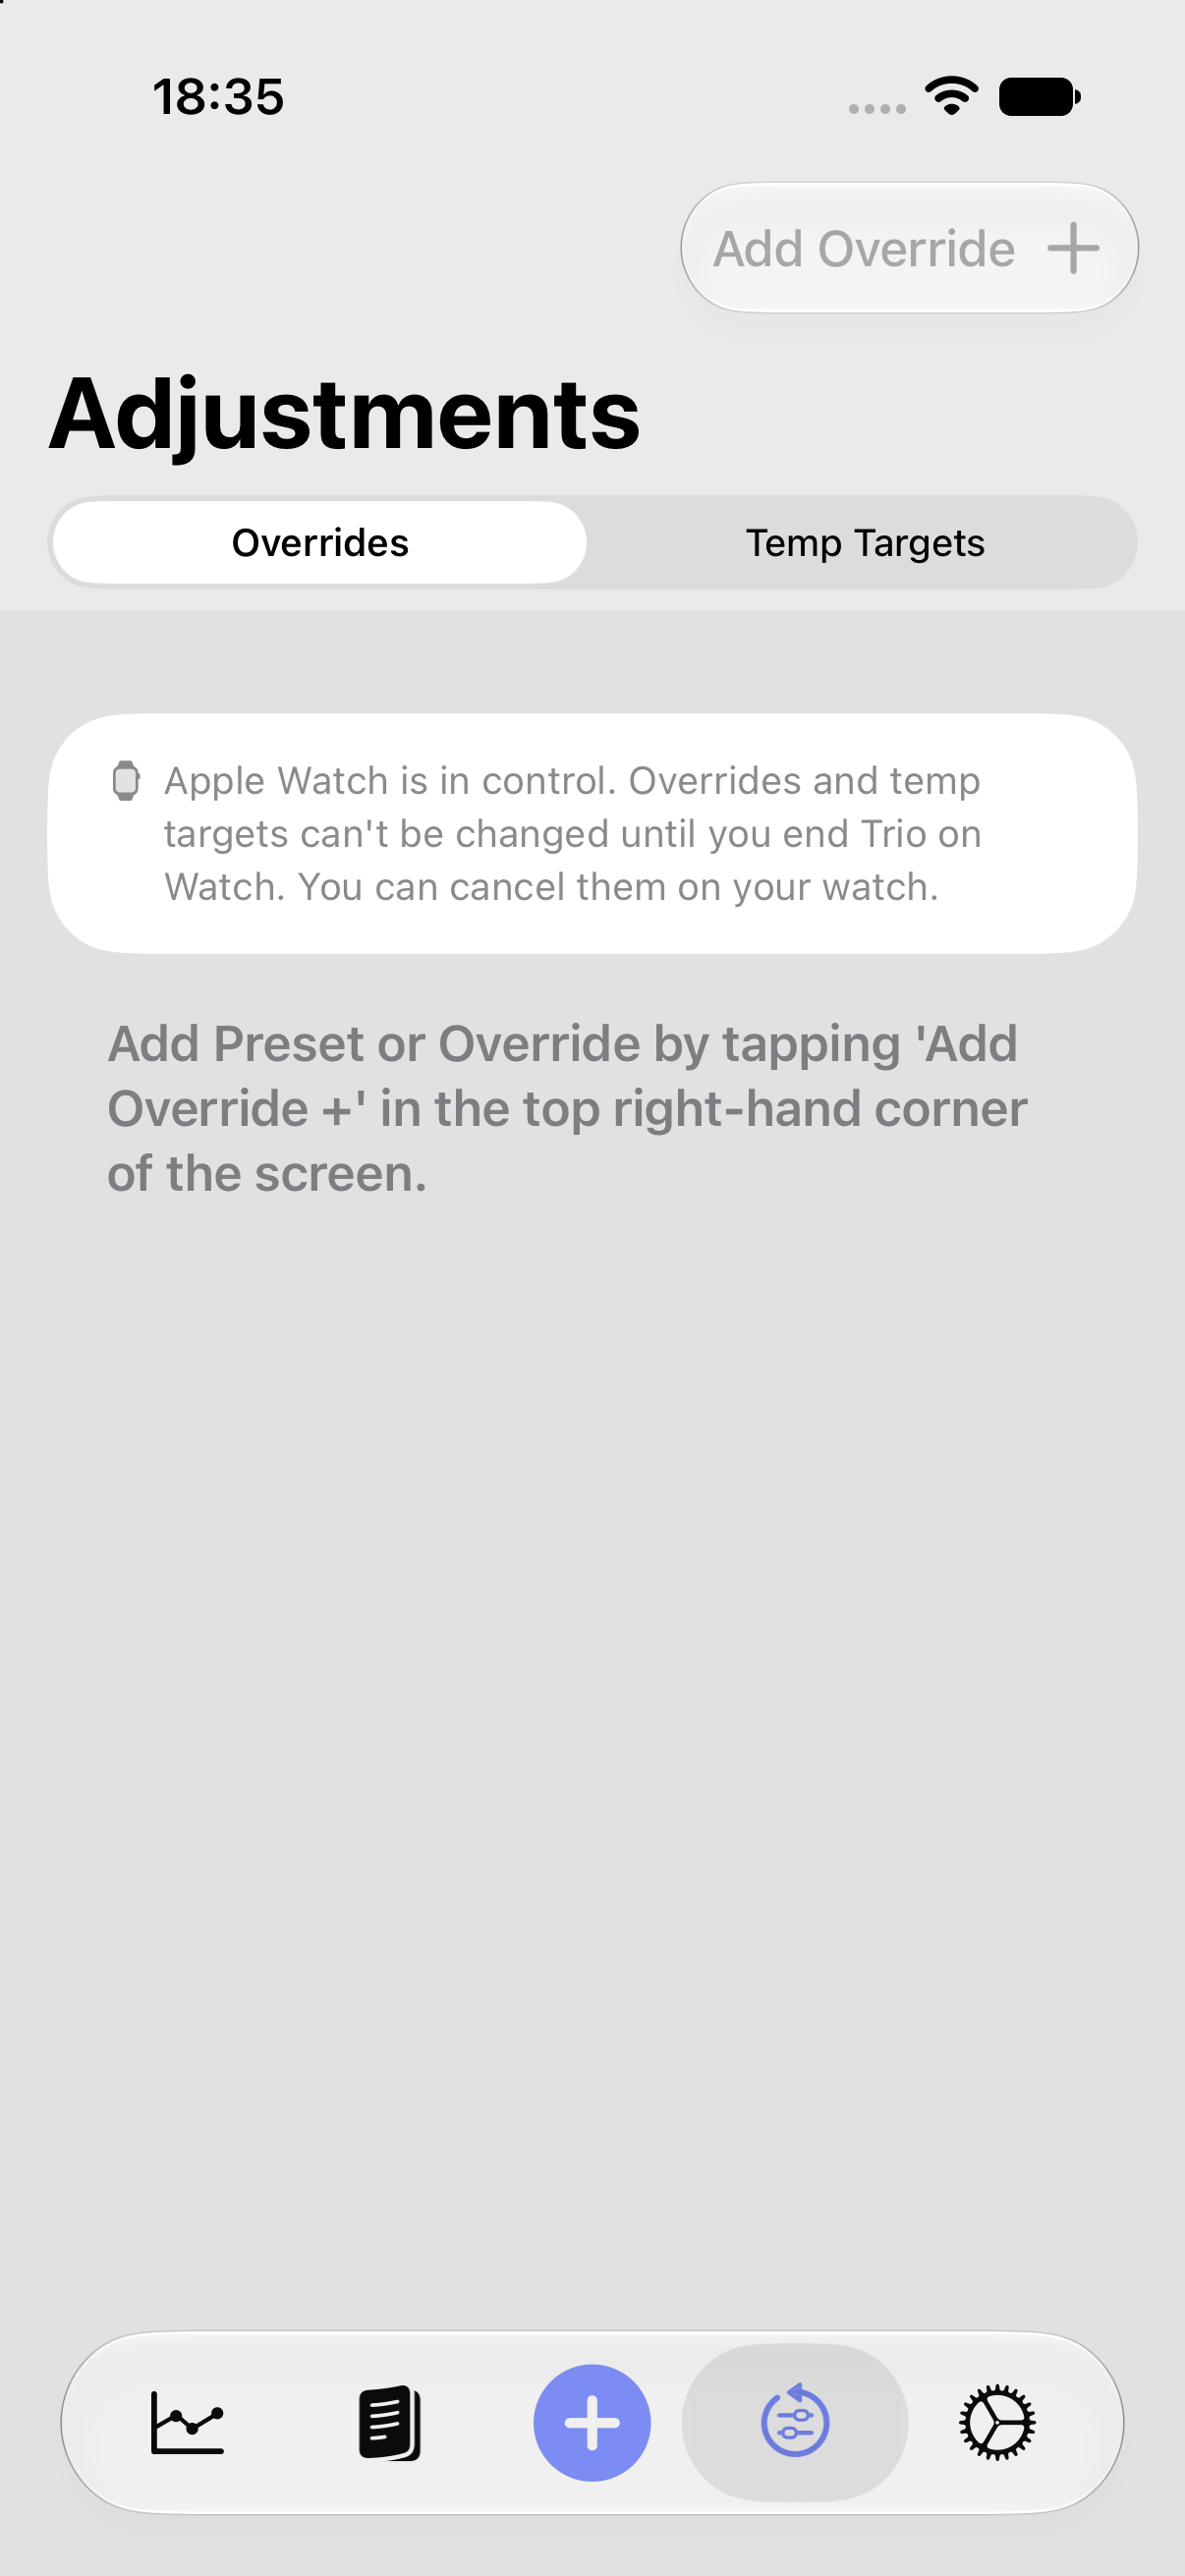 18:35
Add Override +
Adjustments
Overrides
Temp Targets
Apple Watch is in control. Overrides and temp
targets can't be changed until you end Trio on
Watch. You can cancel them on your watch.
Add Preset or Override by tapping 'Add
Override +' in the top right-hand corner
of the screen.